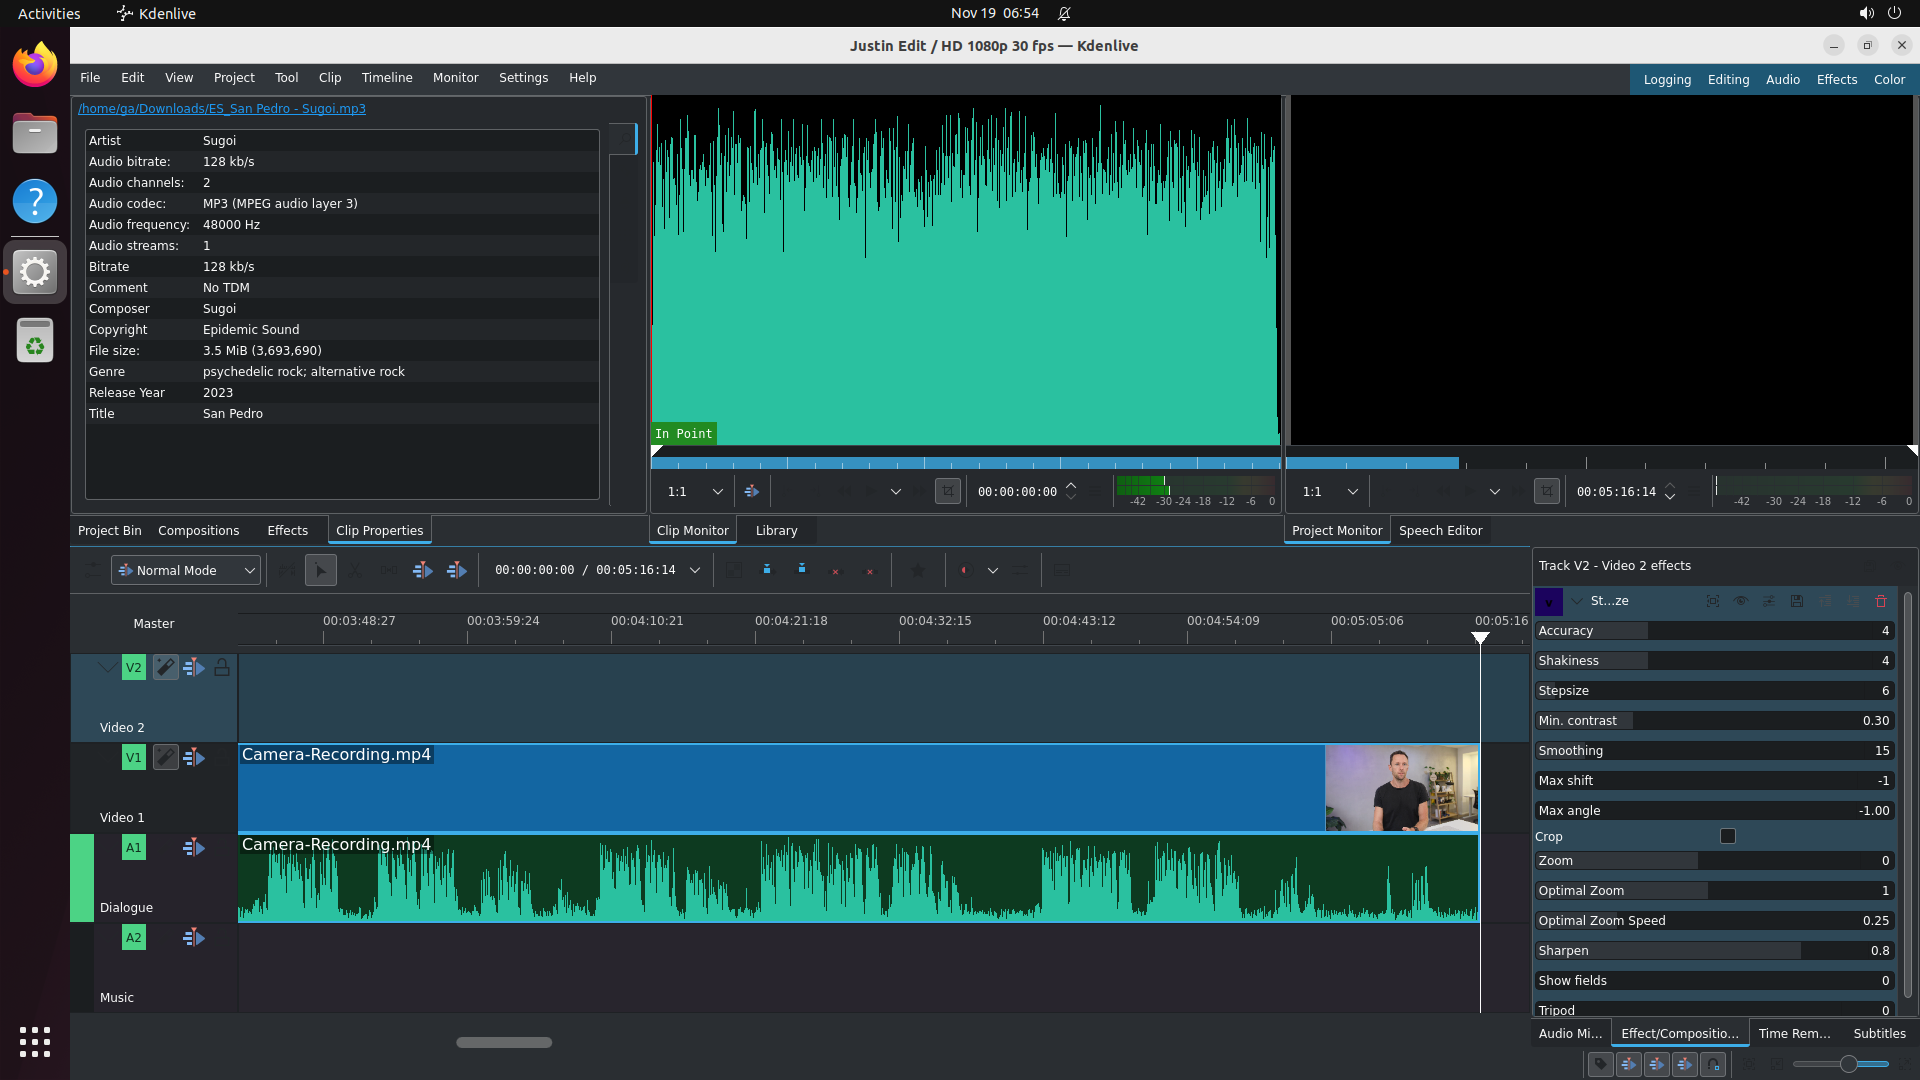 Activities
Kdenlive
Nov 19 06:54
Justin Edit / HD 1080p 30 fps — Kdenlive
File Edit View Project Tool Clip Timeline Monitor Settings Help
Logging Editing Audio Effects Color
/home/qa/Downloads/ES_San Pedro - Sugoi.mp3
Artist Sugoi
Audio bitrate: 128 kb/s
Audio channels: 2
Audio codec: MP3 (MPEG audio layer 3)
Audio frequency: 48000 Hz
Audio streams: 1
Bitrate 128 kb/s
Comment No TDM
Composer Sugoi
Copyright Epidemic Sound
File size: 3.5 MiB (3,693,690)
Genre psychedelic rock; alternative rock
Release Year 2023
Title San Pedro
In Point
1:1 00:00:00:00 -42 -30 -24 -18 -12 -6 0
1:1 00:05:16:14 -42 -30 -24 -18 -12 -6 0
Project Bin Compositions Effects Clip Properties
Clip Monitor Library
Project Monitor Speech Editor
Normal Mode
00:00:00:00 / 00:05:16:14
Master
00:03:48:27 00:03:59:24 00:04:10:21 00:04:21:18 00:04:32:15 00:04:43:12 00:04:54:09 00:05:05:06 00:05:16
V2
Video 2
V1
Video 1
Camera-Recording.mp4
A1
Dialogue
Camera-Recording.mp4
A2
Music
Track V2 - Video 2 effects
v St...ze
Accuracy 4
Shakiness 4
Stepsize 6
Min. contrast 0.30
Smoothing 15
Max shift -1
Max angle -1.00
Crop
Zoom 0
Optimal Zoom 1
Optimal Zoom Speed 0.25
Sharpen 0.8
Show fields 0
Tripod 0
Audio Mi... Effect/Compositio... Time Rem... Subtitles